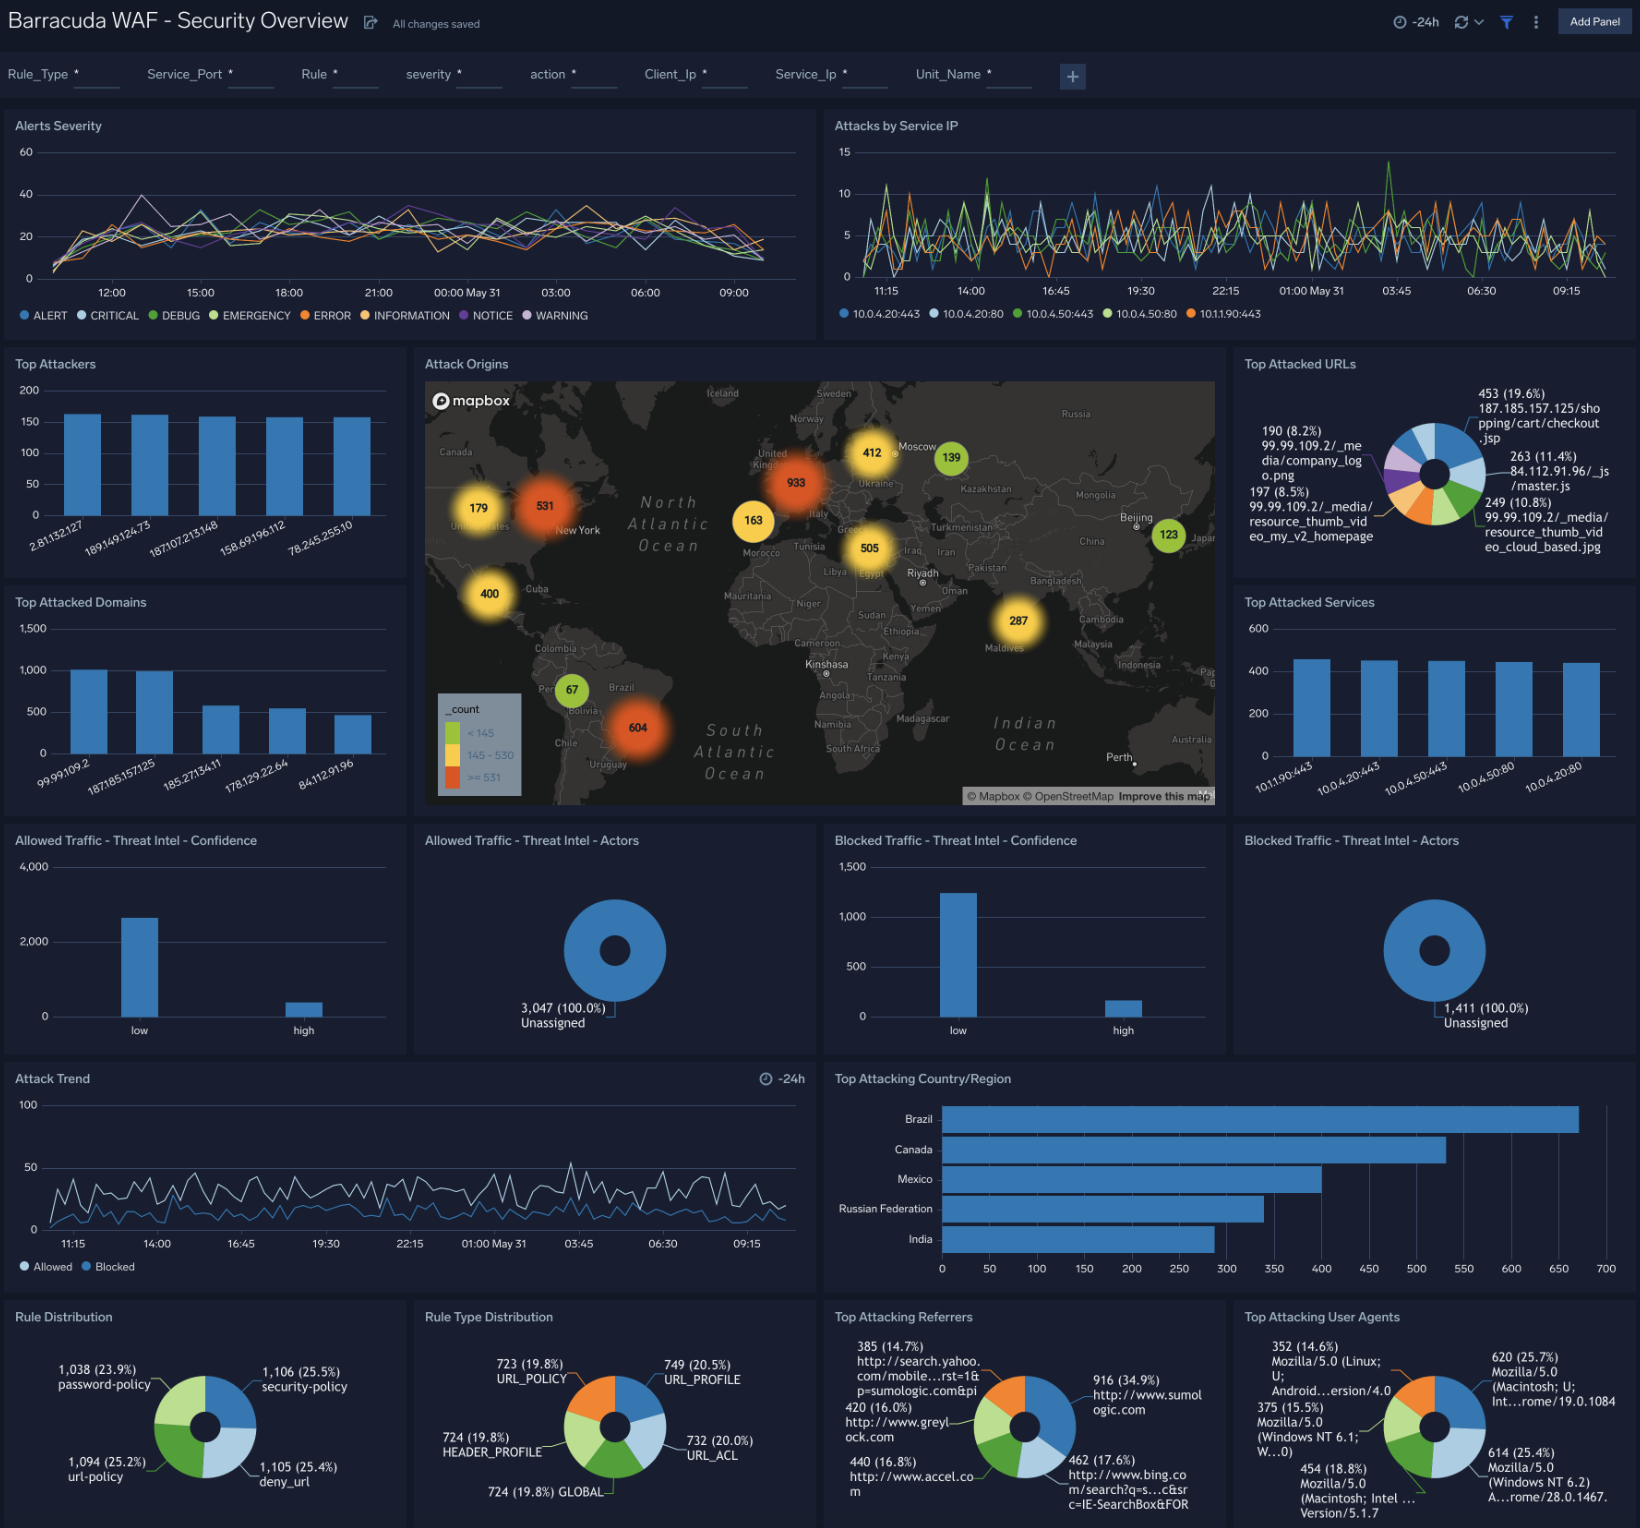 Barracuda WAF - Security Overview
All changes saved
-24h
Add Panel
Rule_Type *
Service_Port *
Rule *
severity *
action *
Client_Ip *
Service_Ip *
Unit_Name *
+
Alerts Severity
60
40
20
0
12:00
15:00
18:00
21:00
00:00 May 31
03:00
06:00
09:00
ALERT
CRITICAL
DEBUG
EMERGENCY
ERROR
INFORMATION
NOTICE
WARNING
Attacks by Service IP
15
10
5
0
11:15
14:00
16:45
19:30
22:15
01:00 May 31
03:45
06:30
09:15
10.0.4.20:443
10.0.4.20:80
10.0.4.50:443
10.0.4.50:80
10.1.1.90:443
Top Attackers
200
150
100
50
0
2.81.132.127
189.149.124.73
187.107.213.148
158.69.196.112
78.245.255.10
Attack Origins
mapbox
Iceland
Sweden
Norway
Russia
Canada
United
Kingdom
Moscow
Ukraine
Kazakhstan
Mongolia
United States
New York
North
Atlantic
Ocean
Italy
Greece
Turkmenistan
Beijing
Japan
Morocco
Tunisia
Iraq
Iran
China
Libya
Egypt
Riyadh
Pakistan
Bangladesh
Cuba
Mauritania
Niger
Oman
Sudan
Yemen
Cambodia
Ethiopia
Colombia
Cameroon
Kenya
Maldives
Malaysia
Kinshasa
Tanzania
Indonesia
Brazil
Bolivia
Angola
Chile
Namibia
Madagascar
South Africa
Uruguay
South
Atlantic
Ocean
Indian
Ocean
Australia
Perth
179
531
933
412
139
163
505
123
400
287
67
604
_count
< 145
145 - 530
>= 531
© Mapbox © OpenStreetMap Improve this map
Top Attacked URLs
453 (19.6%)
187.185.157.125/sho
pping/cart/checkout
.jsp
263 (11.4%)
84.112.91.96/_js
/master.js
249 (10.8%)
99.99.109.2/_media/
resource_thumb_vid
eo_cloud_based.jpg
190 (8.2%)
99.99.109.2/_me
dia/company_log
o.png
197 (8.5%)
99.99.109.2/_media/
resource_thumb_vid
eo_my_v2_homepage
Top Attacked Domains
1,500
1,000
500
0
99.99.109.2
187.185.157.125
185.27.134.11
178.129.22.64
84.112.91.96
Top Attacked Services
600
400
200
0
10.1.1.90:443
10.0.4.20:443
10.0.4.50:443
10.0.4.50:80
10.0.4.20:80
Allowed Traffic - Threat Intel - Confidence
4,000
2,000
0
low
high
Allowed Traffic - Threat Intel - Actors
3,047 (100.0%)
Unassigned
Blocked Traffic - Threat Intel - Confidence
1,500
1,000
500
0
low
high
Blocked Traffic - Threat Intel - Actors
1,411 (100.0%)
Unassigned
Attack Trend
-24h
100
50
0
11:15
14:00
16:45
19:30
22:15
01:00 May 31
03:45
06:30
09:15
Allowed
Blocked
Top Attacking Country/Region
Brazil
Canada
Mexico
Russian Federation
India
0
50
100
150
200
250
300
350
400
450
500
550
600
650
700
Rule Distribution
1,038 (23.9%)
password-policy
1,106 (25.5%)
security-policy
1,094 (25.2%)
url-policy
1,105 (25.4%)
deny_url
Rule Type Distribution
723 (19.8%)
URL_POLICY
749 (20.5%)
URL_PROFILE
724 (19.8%)
HEADER_PROFILE
732 (20.0%)
URL_ACL
724 (19.8%) GLOBAL
Top Attacking Referrers
385 (14.7%)
http://search.yahoo.
com/mobile...rst=1&
p=sumologic.com&pi
420 (16.0%)
http://www.greyl
ock.com
440 (16.8%)
http://www.accel.co
m
916 (34.9%)
http://www.sumol
ogic.com
462 (17.6%)
http://www.bing.co
m/search?q=s...c&sr
c=IE-SearchBox&FOR
Top Attacking User Agents
352 (14.6%)
Mozilla/5.0 (Linux;
U;
Android...ersion/4.0
375 (15.5%)
Mozilla/5.0
(Windows NT 6.1;
W...0)
454 (18.8%)
Mozilla/5.0
(Macintosh; Intel ...
Version/5.1.7
620 (25.7%)
Mozilla/5.0
(Macintosh; U;
Int...rome/19.0.1084
614 (25.4%)
Mozilla/5.0
(Windows NT 6.2)
A...rome/28.0.1467.